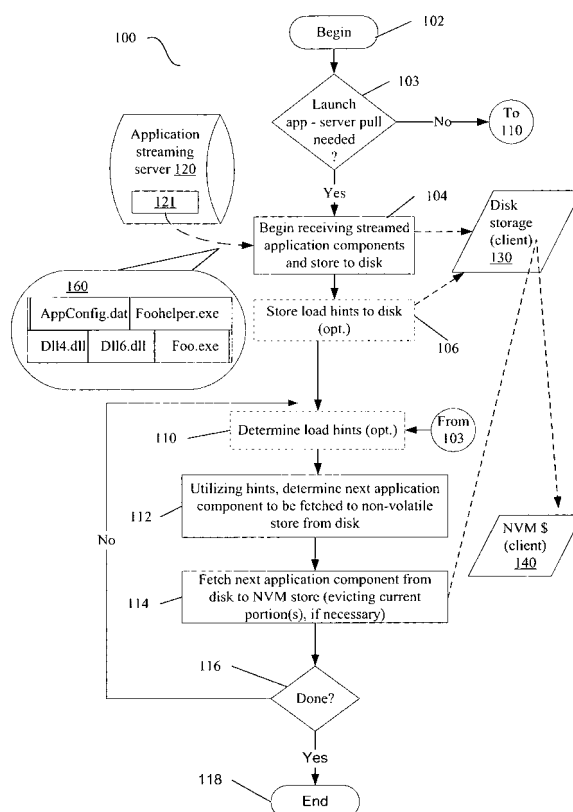 100
Begin
102
103
Launch
app - server pull
needed
?
No
To
110
Yes
Application
streaming
server 120
121
104
Begin receiving streamed
application components
and store to disk
Disk
storage
(client)
130
160
AppConfig.dat
Foohelper.exe
Dll4.dll
Dll6.dll
Foo.exe
Store load hints to disk
(opt.)
106
110
Determine load hints (opt.)
From
103
112
Utilizing hints, determine next application
component to be fetched to non-volatile
store from disk
No
NVM $
(client)
140
114
Fetch next application component from
disk to NVM store (evicting current
portion(s), if necessary)
116
Done?
Yes
118
End